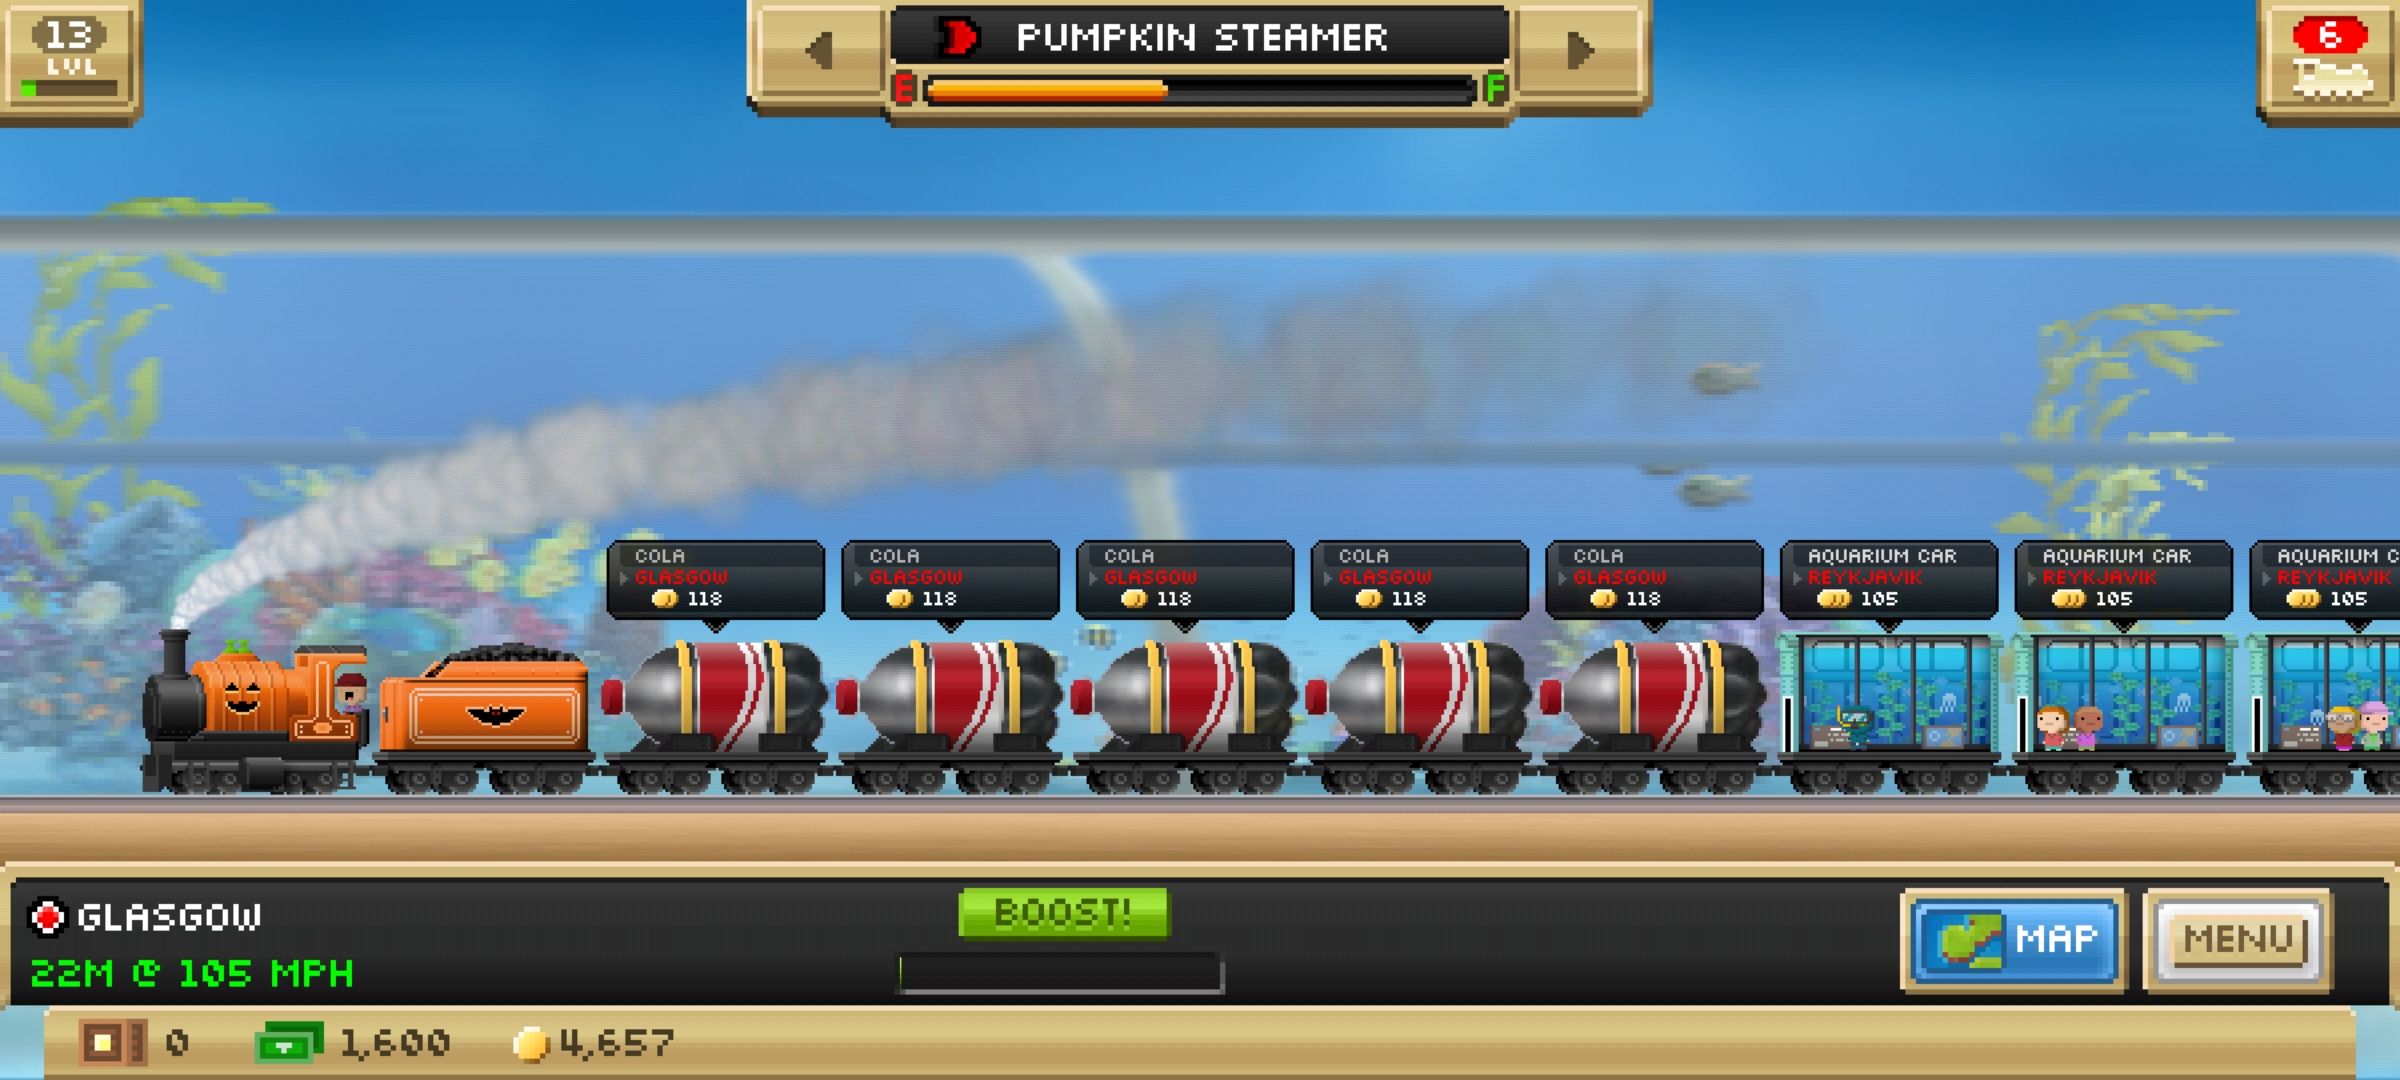 13
LVL
PUMPKIN STEAMER
E F
6
COLA
GLASGOW
118
COLA
GLASGOW
118
COLA
GLASGOW
118
COLA
GLASGOW
118
COLA
GLASGOW
118
AQUARIUM CAR
REYKJAVIK
105
AQUARIUM CAR
REYKJAVIK
105
AQUARIUM C
REYKJAVIK
105
GLASGOW
22M @ 105 MPH
BOOST!
MAP
MENU
0
1,600
4,657